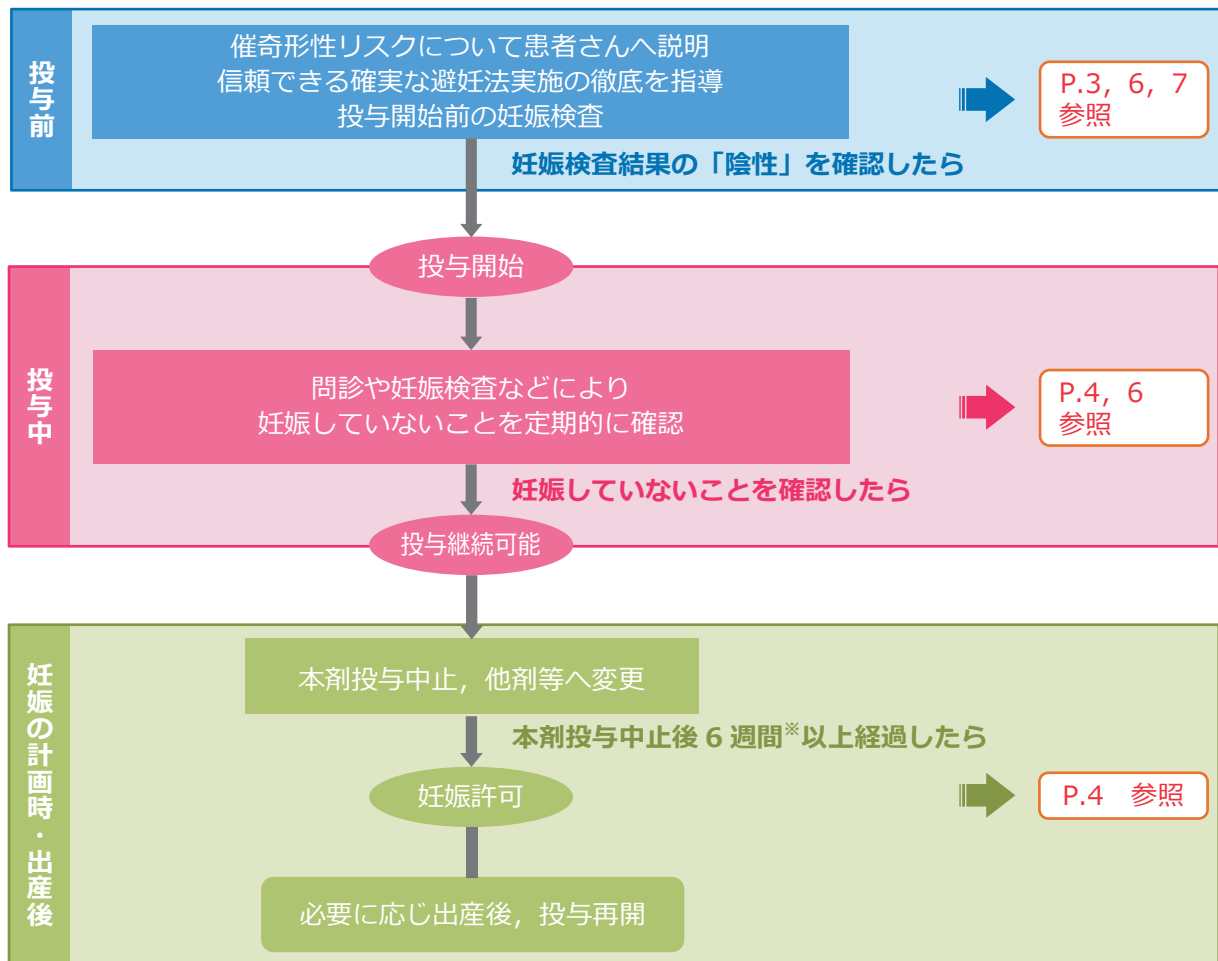 投与前
催奇形性リスクについて患者さんへ説明
信頼できる確実な避妊法実施の徹底を指導
投与開始前の妊娠検査
P.3，6，7
参照
妊娠検査結果の「陰性」を確認したら
投与開始
投与中
問診や妊娠検査などにより
妊娠していないことを定期的に確認
P.4，6
参照
妊娠していないことを確認したら
投与継続可能
妊娠の計画時・出産後
本剤投与中止，他剤等へ変更
本剤投与中止後 6 週間※以上経過したら
妊娠許可
P.4　参照
必要に応じ出産後，投与再開